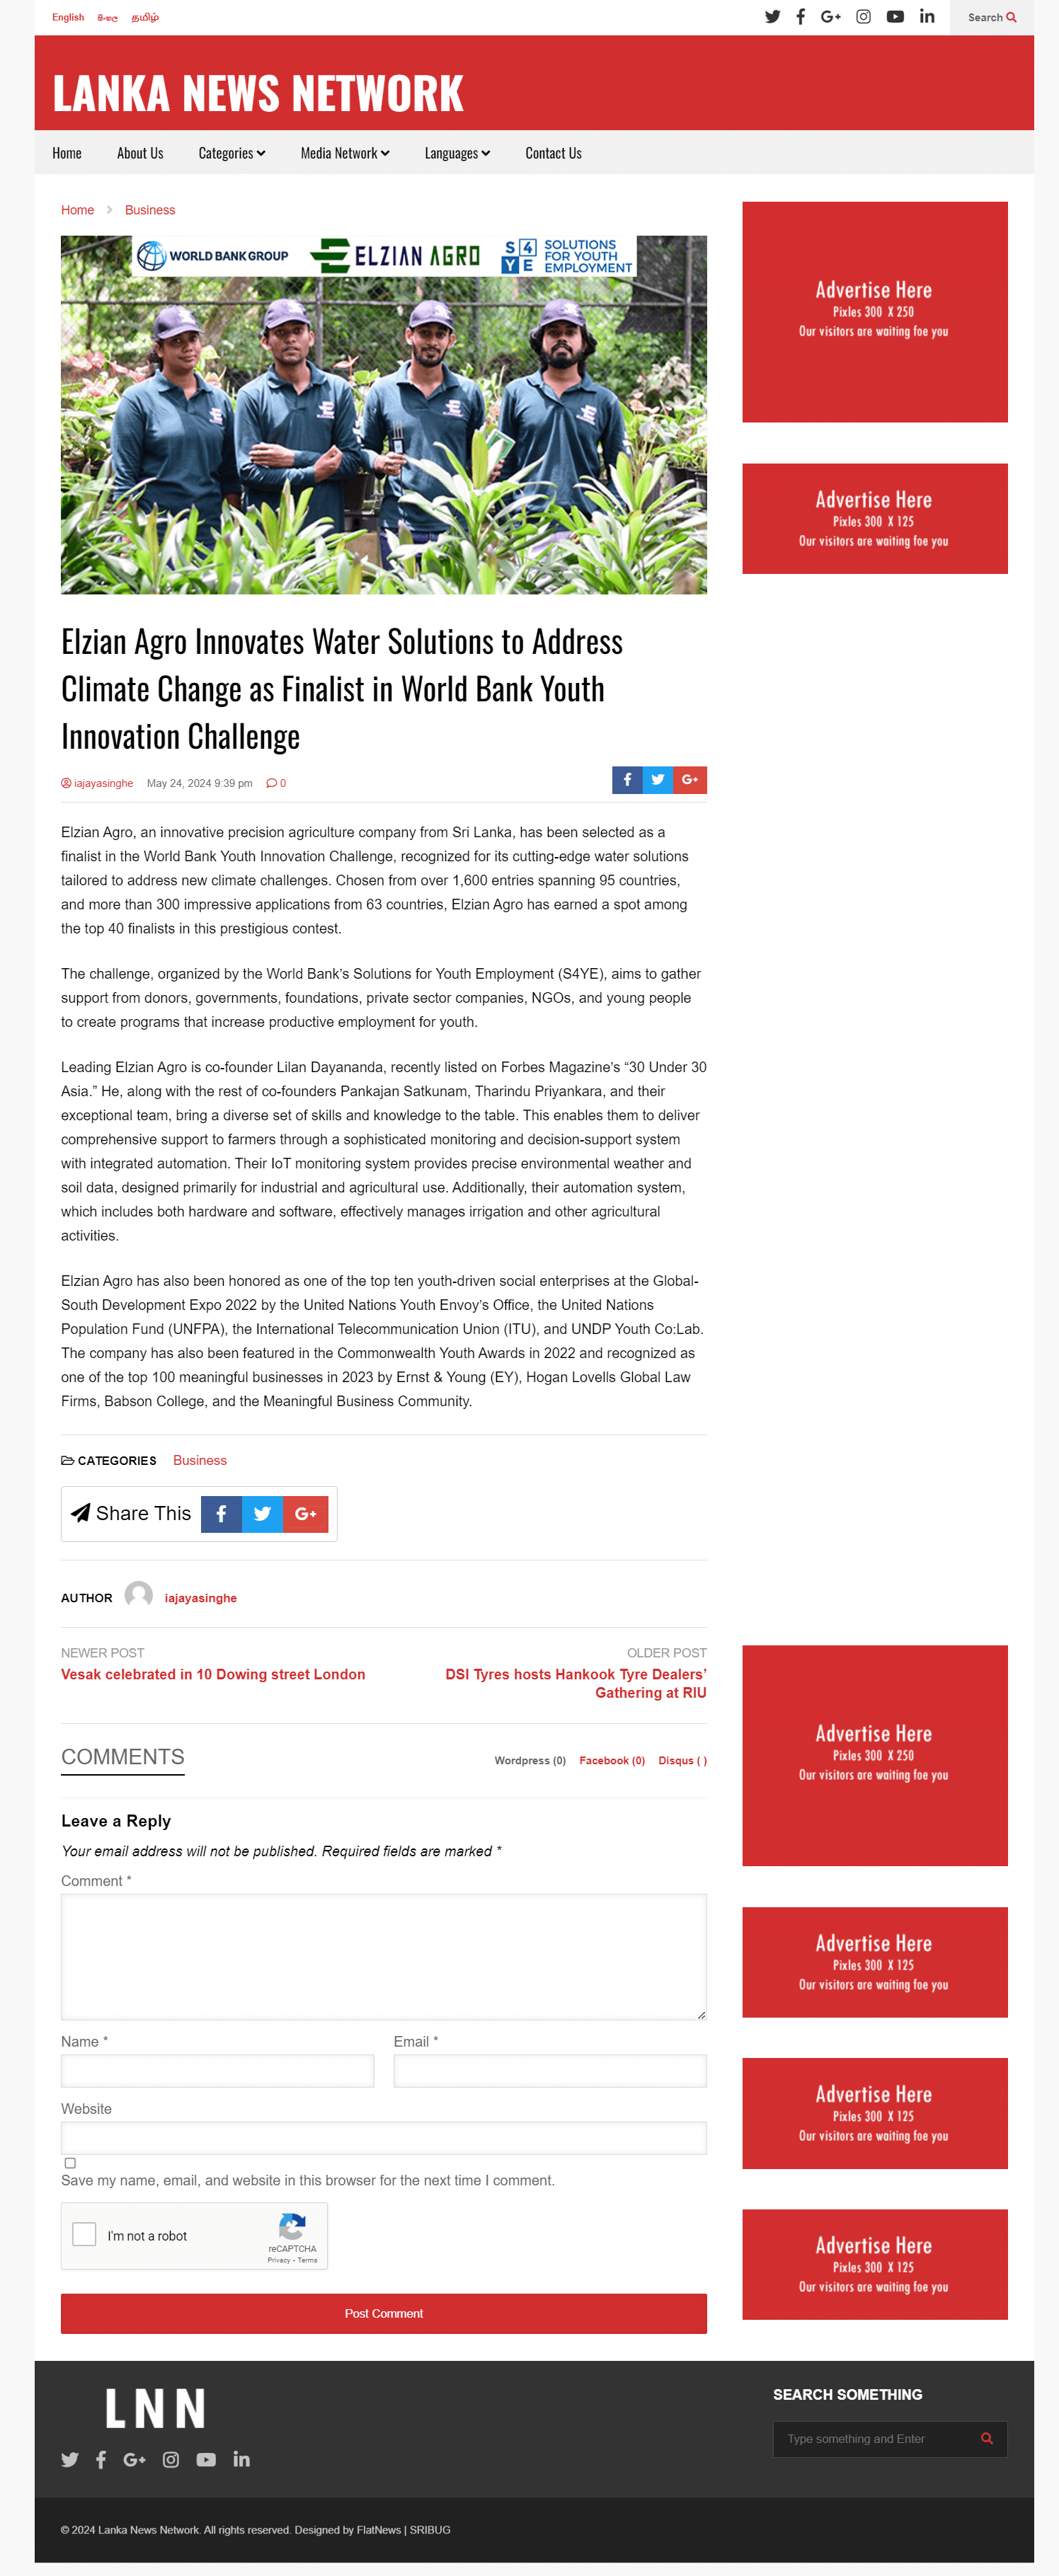 English සිංහල தமிழ்
Search
LANKA NEWS NETWORK
Home About Us Categories Media Network Languages Contact Us
Home Business
WORLD BANK GROUP ELZIAN AGRO S4YE SOLUTIONS FOR YOUTH EMPLOYMENT
Advertise Here
Pixles 300 X 250
Our visitors are waiting foe you
Advertise Here
Pixles 300 X 125
Our visitors are waiting foe you
Elzian Agro Innovates Water Solutions to Address
Climate Change as Finalist in World Bank Youth
Innovation Challenge
iajayasinghe May 24, 2024 9:39 pm 0
Elzian Agro, an innovative precision agriculture company from Sri Lanka, has been selected as a
finalist in the World Bank Youth Innovation Challenge, recognized for its cutting-edge water solutions
tailored to address new climate challenges. Chosen from over 1,600 entries spanning 95 countries,
and more than 300 impressive applications from 63 countries, Elzian Agro has earned a spot among
the top 40 finalists in this prestigious contest.
The challenge, organized by the World Bank’s Solutions for Youth Employment (S4YE), aims to gather
support from donors, governments, foundations, private sector companies, NGOs, and young people
to create programs that increase productive employment for youth.
Leading Elzian Agro is co-founder Lilan Dayananda, recently listed on Forbes Magazine’s “30 Under 30
Asia.” He, along with the rest of co-founders Pankajan Satkunam, Tharindu Priyankara, and their
exceptional team, bring a diverse set of skills and knowledge to the table. This enables them to deliver
comprehensive support to farmers through a sophisticated monitoring and decision-support system
with integrated automation. Their IoT monitoring system provides precise environmental weather and
soil data, designed primarily for industrial and agricultural use. Additionally, their automation system,
which includes both hardware and software, effectively manages irrigation and other agricultural
activities.
Elzian Agro has also been honored as one of the top ten youth-driven social enterprises at the Global-
South Development Expo 2022 by the United Nations Youth Envoy’s Office, the United Nations
Population Fund (UNFPA), the International Telecommunication Union (ITU), and UNDP Youth Co:Lab.
The company has also been featured in the Commonwealth Youth Awards in 2022 and recognized as
one of the top 100 meaningful businesses in 2023 by Ernst & Young (EY), Hogan Lovells Global Law
Firms, Babson College, and the Meaningful Business Community.
CATEGORIES Business
Share This
AUTHOR iajayasinghe
NEWER POST
Vesak celebrated in 10 Dowing street London
OLDER POST
DSI Tyres hosts Hankook Tyre Dealers’
Gathering at RIU
COMMENTS
Wordpress (0) Facebook (0) Disqus ( )
Leave a Reply
Your email address will not be published. Required fields are marked *
Comment *
Name * Email *
Website
Save my name, email, and website in this browser for the next time I comment.
I'm not a robot
reCAPTCHA
Privacy - Terms
Post Comment
Advertise Here
Pixles 300 X 250
Our visitors are waiting foe you
Advertise Here
Pixles 300 X 125
Our visitors are waiting foe you
Advertise Here
Pixles 300 X 125
Our visitors are waiting foe you
Advertise Here
Pixles 300 X 125
Our visitors are waiting foe you
LNN
SEARCH SOMETHING
Type something and Enter
© 2024 Lanka News Network. All rights reserved. Designed by FlatNews | SRIBUG